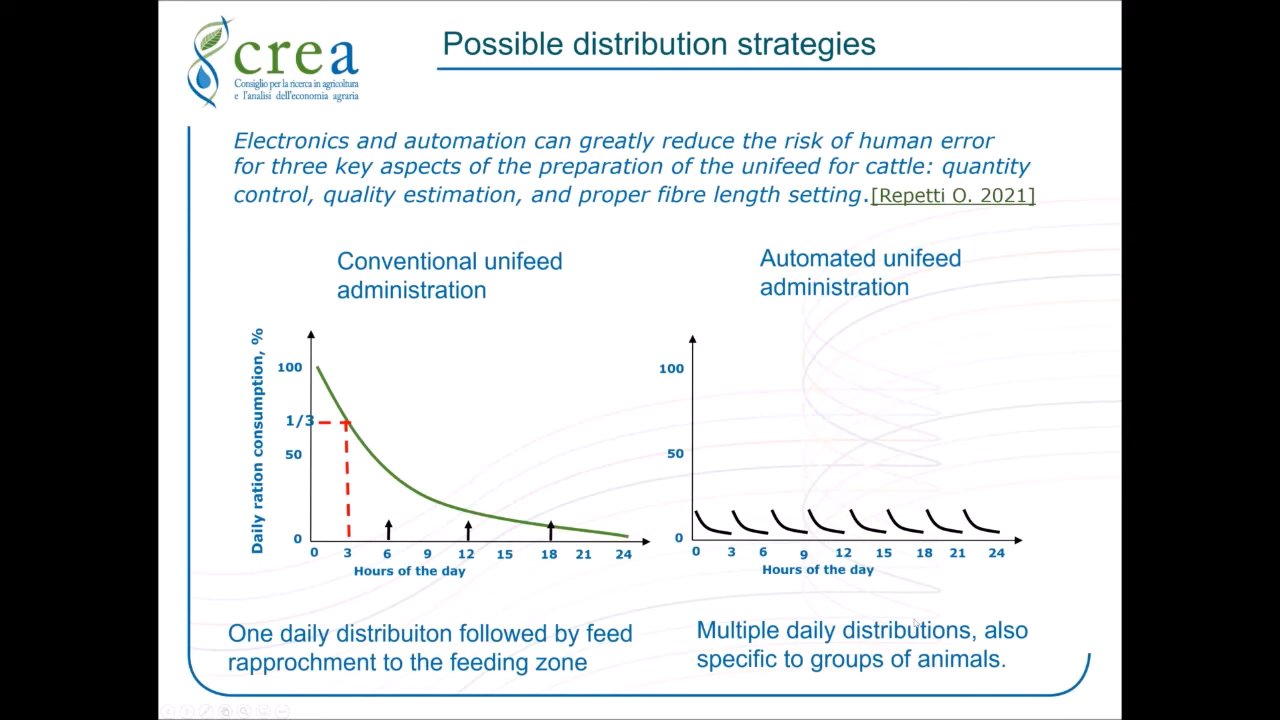 crea
Consiglio per la ricerca in agricoltura
e l'analisi dell'economia agraria
Possible distribution strategies
Electronics and automation can greatly reduce the risk of human error
for three key aspects of the preparation of the unifeed for cattle: quantity
control, quality estimation, and proper fibre length setting.[Repetti O. 2021]
Conventional unifeed
administration
Daily ration consumption, %
100
1/3
50
0
0 3 6 9 12 15 18 21 24
Hours of the day
One daily distribuiton followed by feed
rapprochment to the feeding zone
Automated unifeed
administration
100
50
0
0 3 6 9 12 15 18 21 24
Hours of the day
Multiple daily distributions, also
specific to groups of animals.